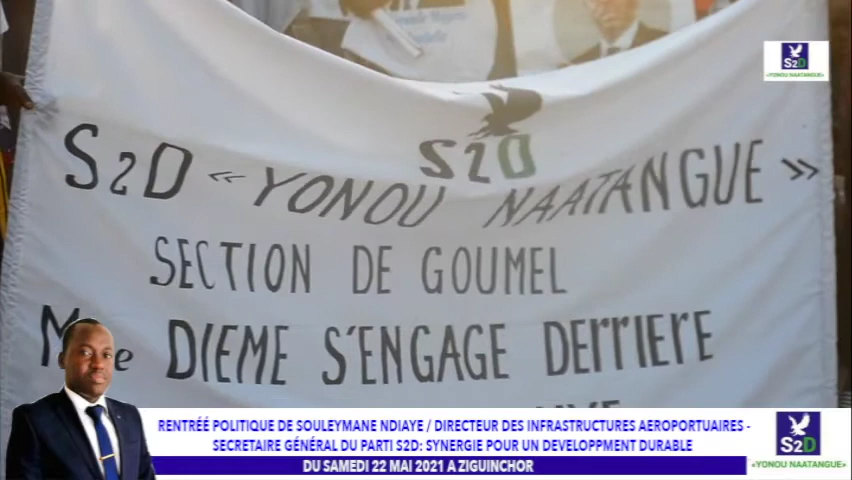 S2D
«YONOU NAATANGUE»
S2D
S2D «YONOU NAATANGUE»
SECTION DE GOUMEL
Mme DIEME S'ENGAGE DERRIERE
RENTRÉÉ POLITIQUE DE SOULEYMANE NDIAYE / DIRECTEUR DES INFRASTRUCTURES AEROPORTUAIRES -
SECRETAIRE GÉNÉRAL DU PARTI S2D: SYNERGIE POUR UN DEVELOPPMENT DURABLE
DU SAMEDI 22 MAI 2021 A ZIGUINCHOR
S2D
«YONOU NAATANGUE»